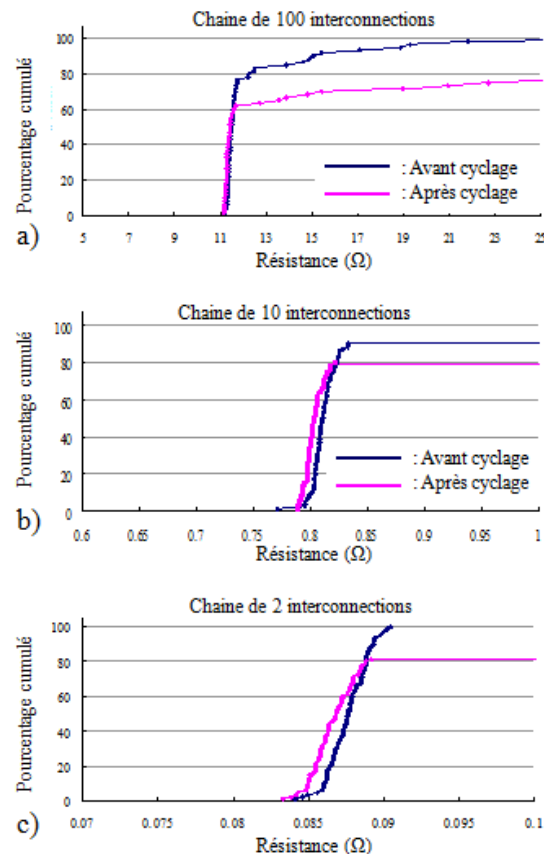 Chaine de 100 interconnections
Pourcentage cumulé
100
80
60
40
20
0
: Avant cyclage
: Après cyclage
5 7 9 11 13 15 17 19 21 23 25
a)
Résistance (Ω)
Chaine de 10 interconnections
Pourcentage cumulé
100
80
60
40
20
0
: Avant cyclage
: Après cyclage
0.6 0.65 0.7 0.75 0.8 0.85 0.9 0.95 1
b)
Résistance (Ω)
Chaine de 2 interconnections
Pourcentage cumulé
100
80
60
40
20
0
0.07 0.075 0.08 0.085 0.09 0.095 0.1
c)
Résistance (Ω)